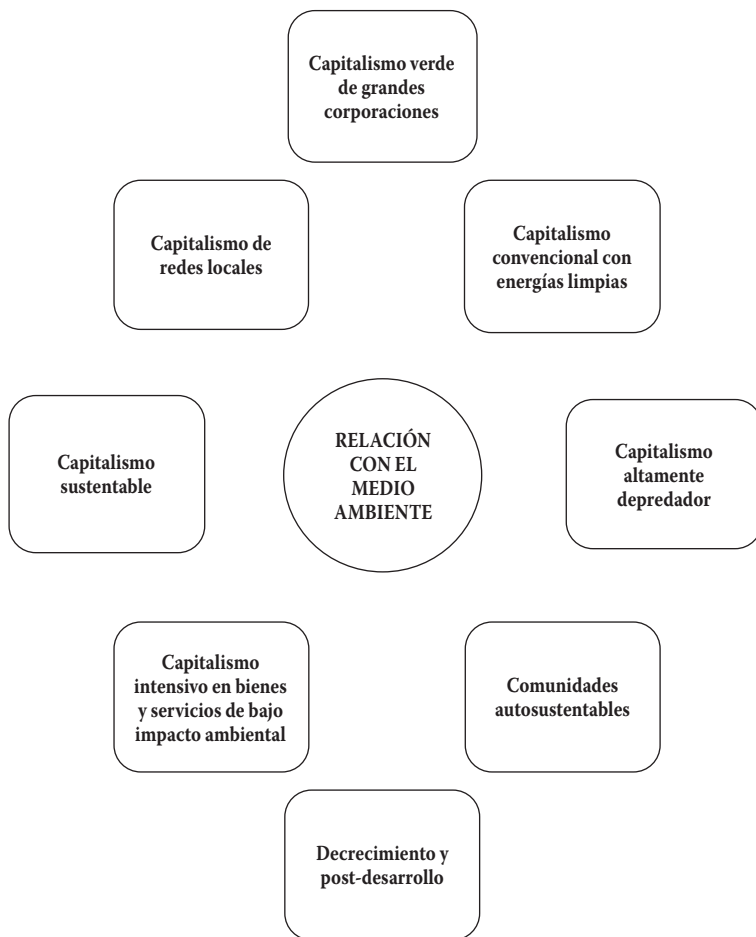 Capitalismo verde
de grandes
corporaciones
Capitalismo de
redes locales
Capitalismo
convencional con
energías limpias
Capitalismo
sustentable
RELACIÓN
CON EL
MEDIO
AMBIENTE
Capitalismo
altamente
depredador
Capitalismo
intensivo en bienes
y servicios de bajo
impacto ambiental
Comunidades
autosustentables
Decrecimiento y
post-desarrollo